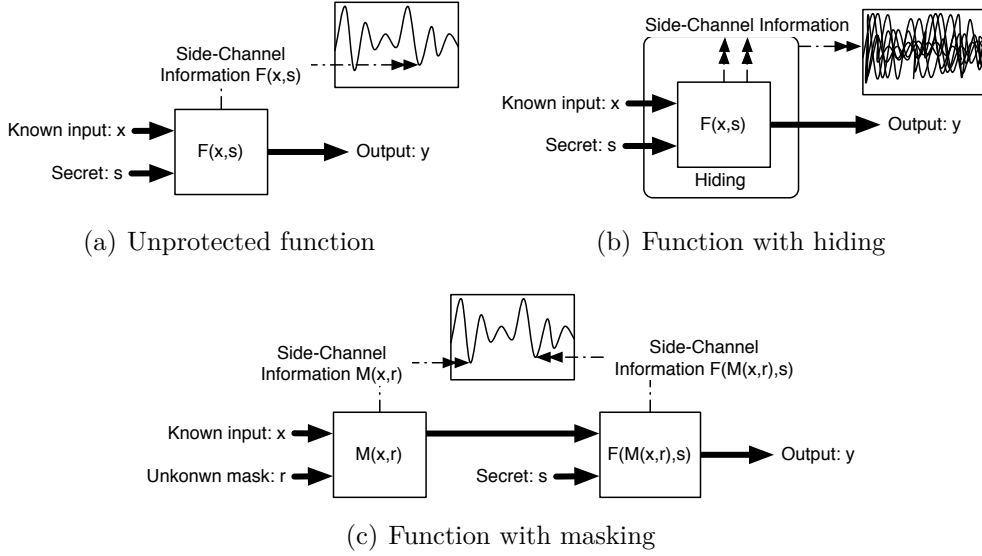 Side-Channel
Information F(x,s)
Known input: x
Secret: s
F(x,s)
Output: y
(a) Unprotected function
Side-Channel Information
Known input: x
Secret: s
F(x,s)
Output: y
Hiding
(b) Function with hiding
Side-Channel
Information M(x,r)
Side-Channel
Information F(M(x,r),s)
Known input: x
Unkonwn mask: r
M(x,r)
Secret: s
F(M(x,r),s)
Output: y
(c) Function with masking